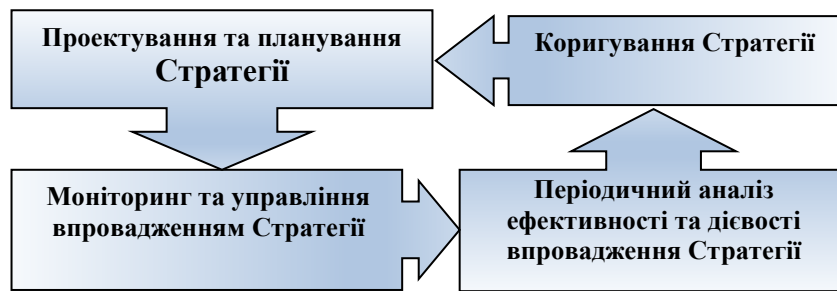 Проектування та планування
Стратегії
Коригування Стратегії
Моніторинг та управління
впровадженням Стратегії
Періодичний аналіз
ефективності та дієвості
впровадження Стратегії